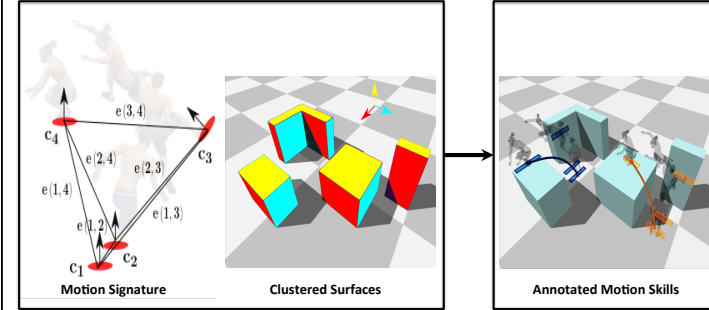 e(3,4)
c4
c3
e(2,4)
e(2,3)
e(1,4)
e(1,3)
e(1,2)
c2
c1
Motion Signature
Clustered Surfaces
Annotated Motion Skills